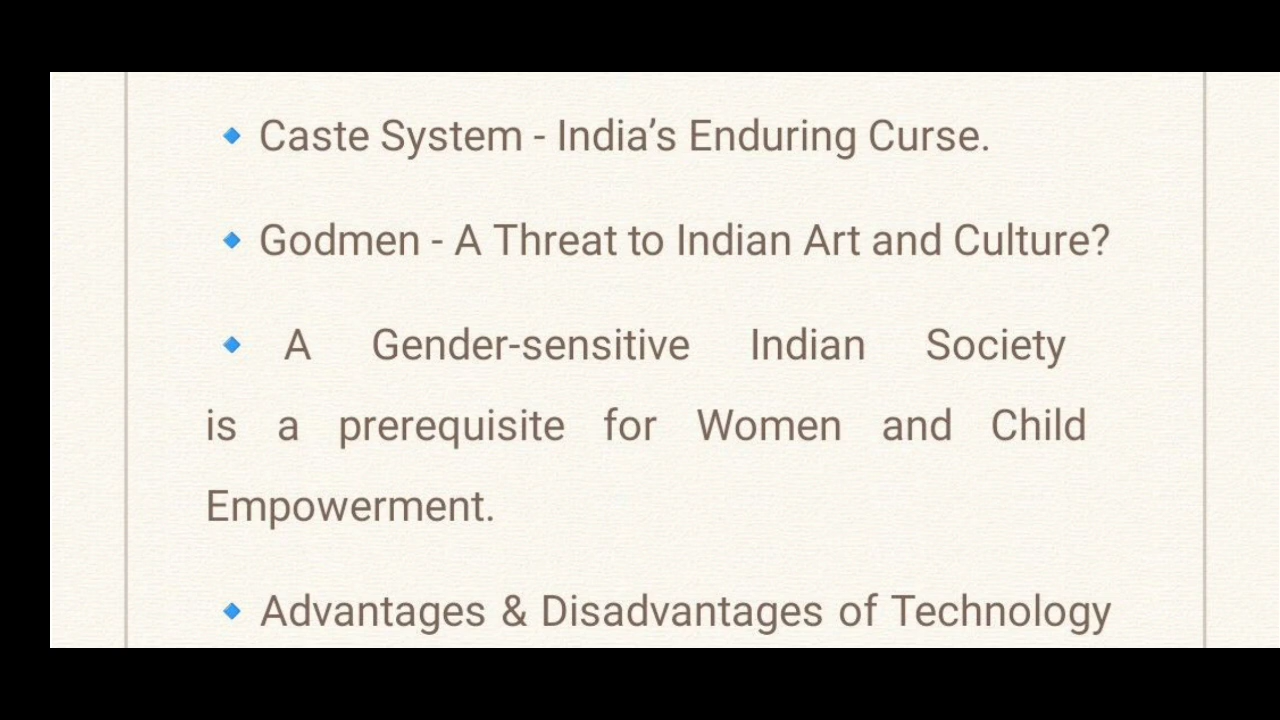 🔹 Caste System - India’s Enduring Curse.
🔹 Godmen - A Threat to Indian Art and Culture?
🔹 A Gender-sensitive Indian Society
is a prerequisite for Women and Child
Empowerment.
🔹 Advantages & Disadvantages of Technology